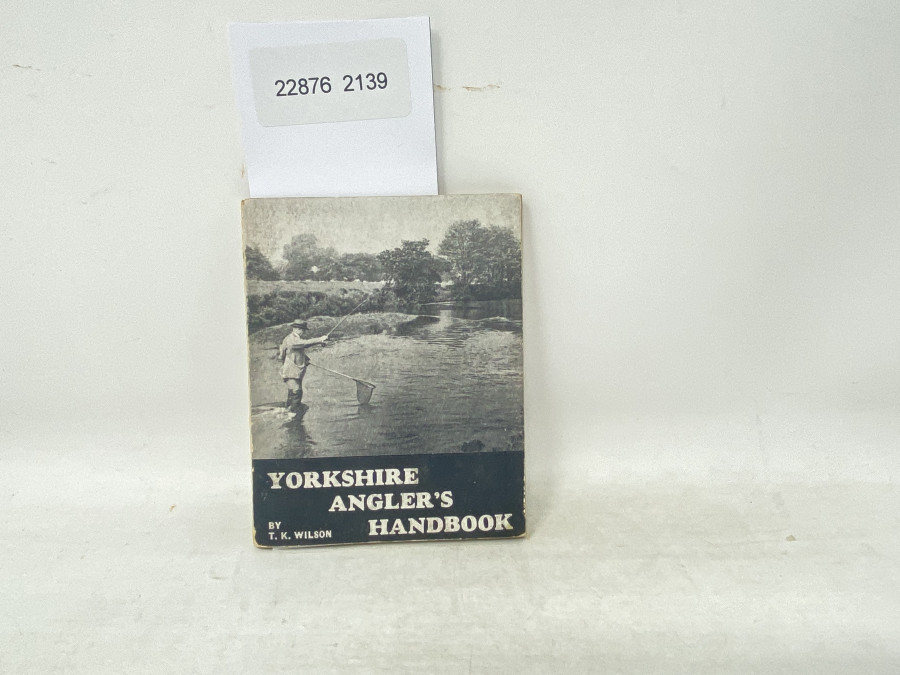 22876 2139
YORKSHIRE
ANGLER'S
HANDBOOK
BY
T. K. WILSON